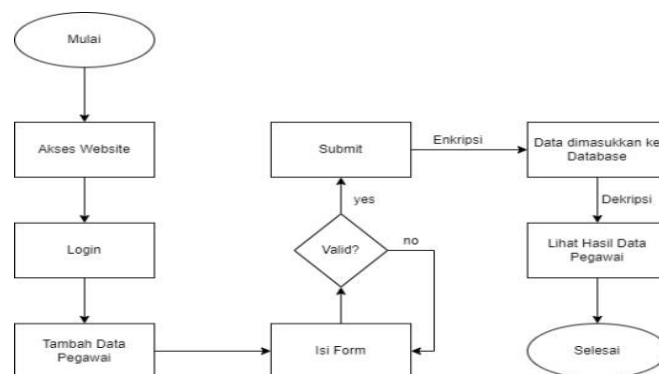 Mulai
Akses Website
Login
Tambah Data
Pegawai
Isi Form
Valid?
yes
no
Submit
Enkripsi
Data dimasukkan ke
Database
Dekripsi
Lihat Hasil Data
Pegawai
Selesai